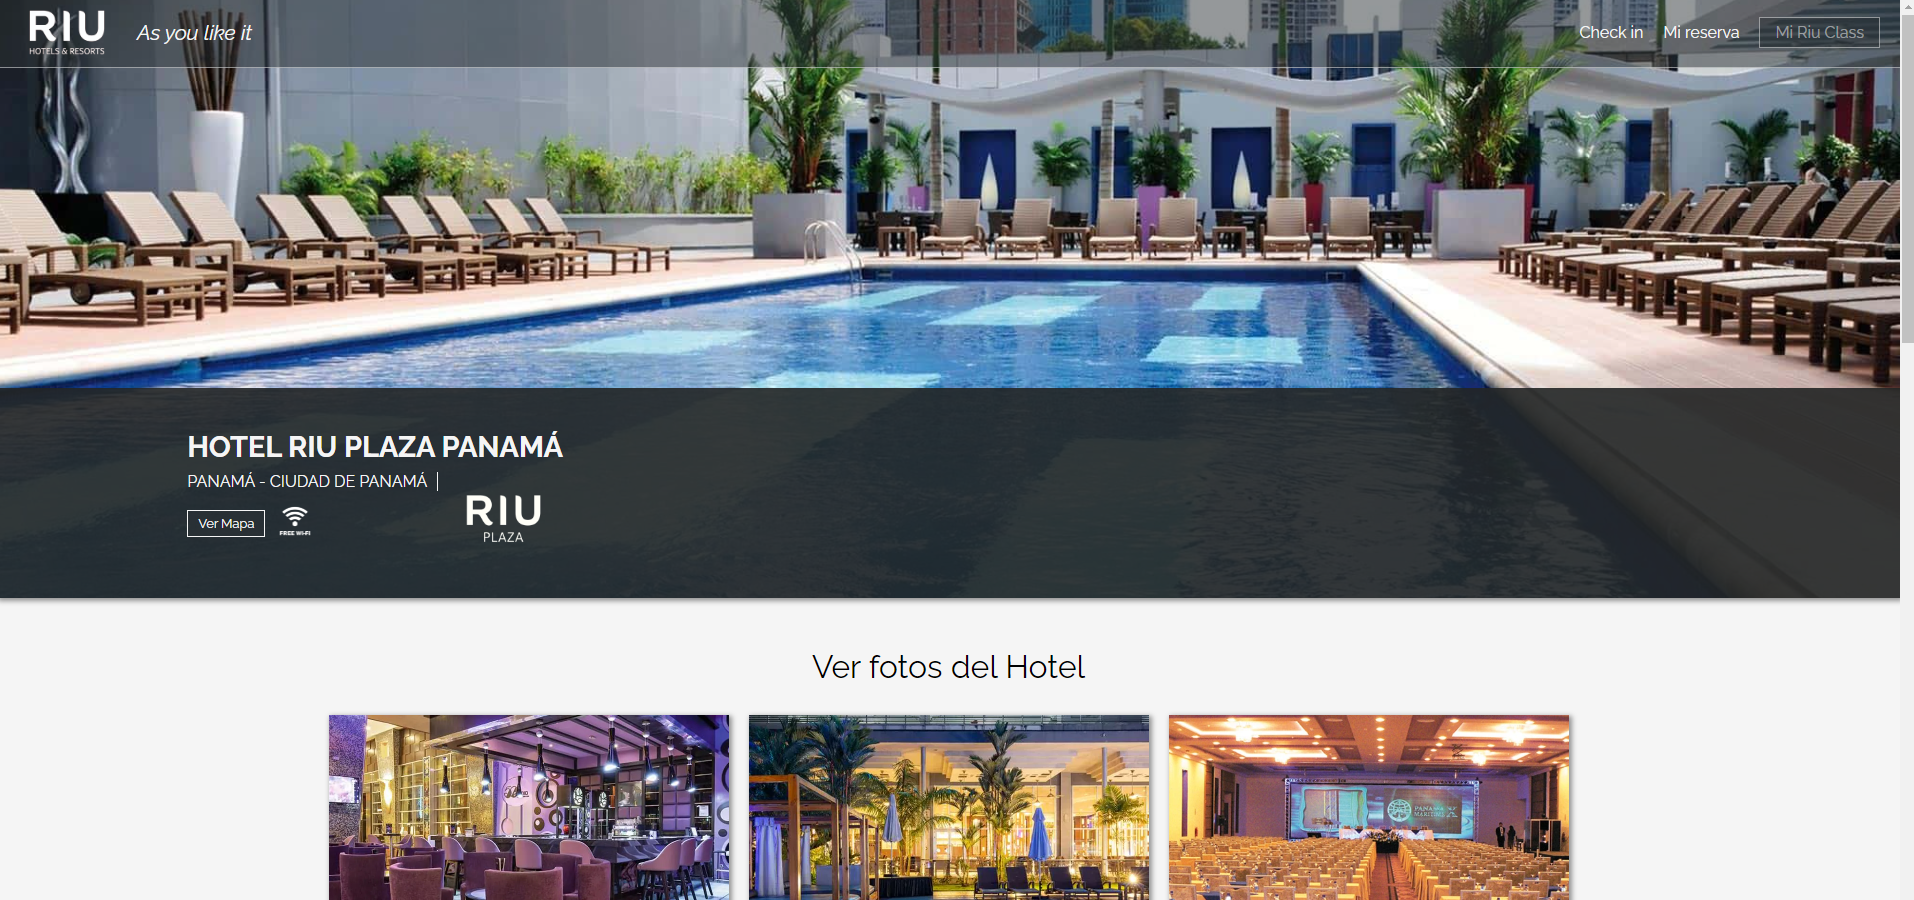 RIU
HOTELS & RESORTS
As you like it
Check in
Mi reserva
Mi Riu Class
HOTEL RIU PLAZA PANAMÁ
PANAMÁ - CIUDAD DE PANAMÁ
Ver Mapa
FREE WI-FI
RIU
PLAZA
Ver fotos del Hotel